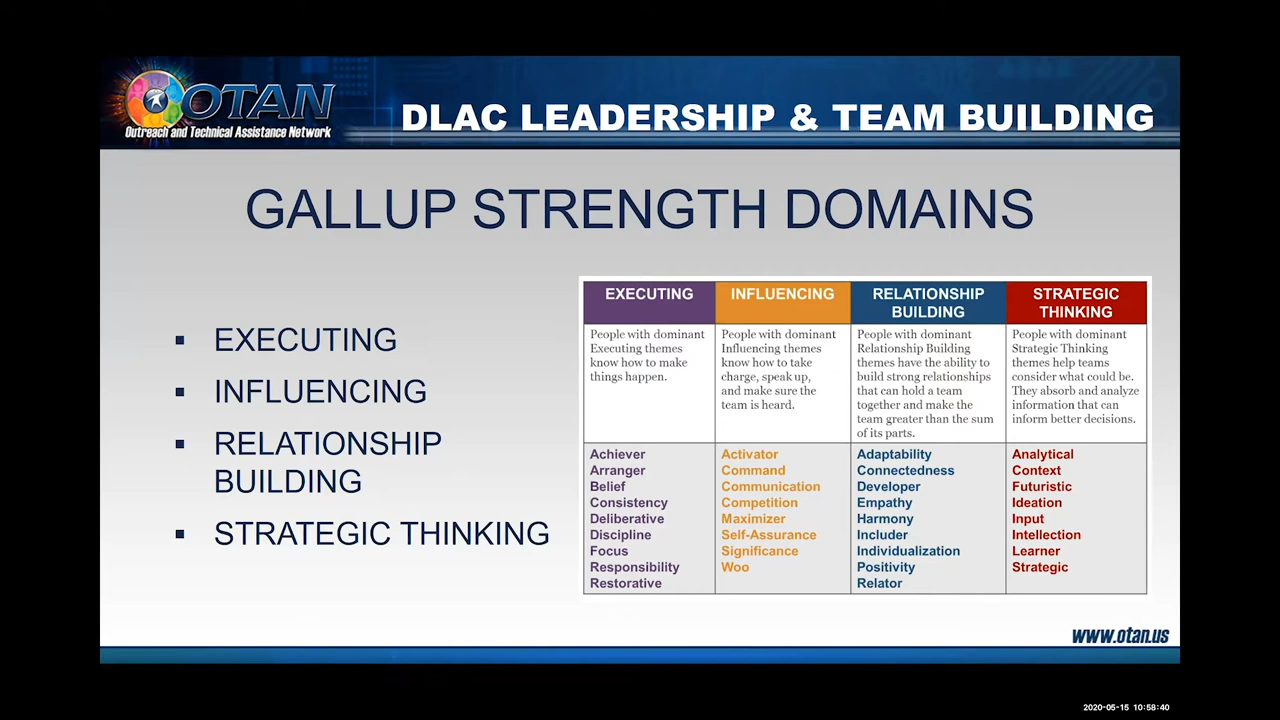 OTAN
Outreach and Technical Assistance Network
DLAC LEADERSHIP & TEAM BUILDING
GALLUP STRENGTH DOMAINS
▪ EXECUTING
▪ INFLUENCING
▪ RELATIONSHIP
BUILDING
▪ STRATEGIC THINKING
EXECUTING
People with dominant
Executing themes
know how to make
things happen.
Achiever
Arranger
Belief
Consistency
Deliberative
Discipline
Focus
Responsibility
Restorative
INFLUENCING
People with dominant
Influencing themes
know how to take
charge, speak up,
and make sure the
team is heard.
Activator
Command
Communication
Competition
Maximizer
Self-Assurance
Significance
Woo
RELATIONSHIP
BUILDING
People with dominant
Relationship Building
themes have the ability to
build strong relationships
that can hold a team
together and make the
team greater than the sum
of its parts.
Adaptability
Connectedness
Developer
Empathy
Harmony
Includer
Individualization
Positivity
Relator
STRATEGIC
THINKING
People with dominant
Strategic Thinking
themes help teams
consider what could be.
They absorb and analyze
information that can
inform better decisions.
Analytical
Context
Futuristic
Ideation
Input
Intellection
Learner
Strategic
www.otan.us
2020-05-15 10:58:40